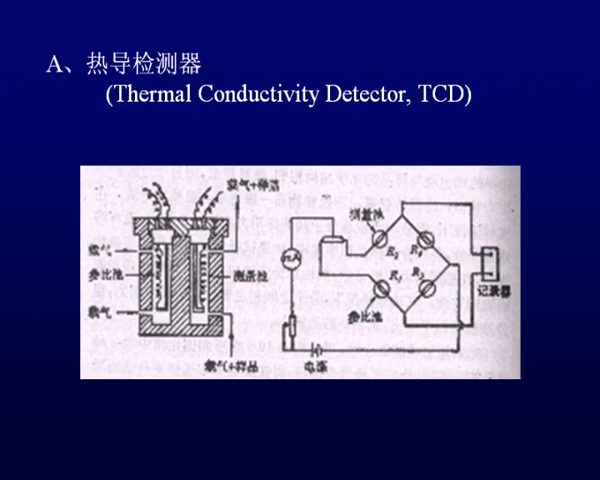 A、热导检测器
(Thermal Conductivity Detector, TCD)
载气+样品
测量池
载气
mA
R2
R4
参比池
测量池
R1
R3
记录器
载气
参比池
载气+样品
电源